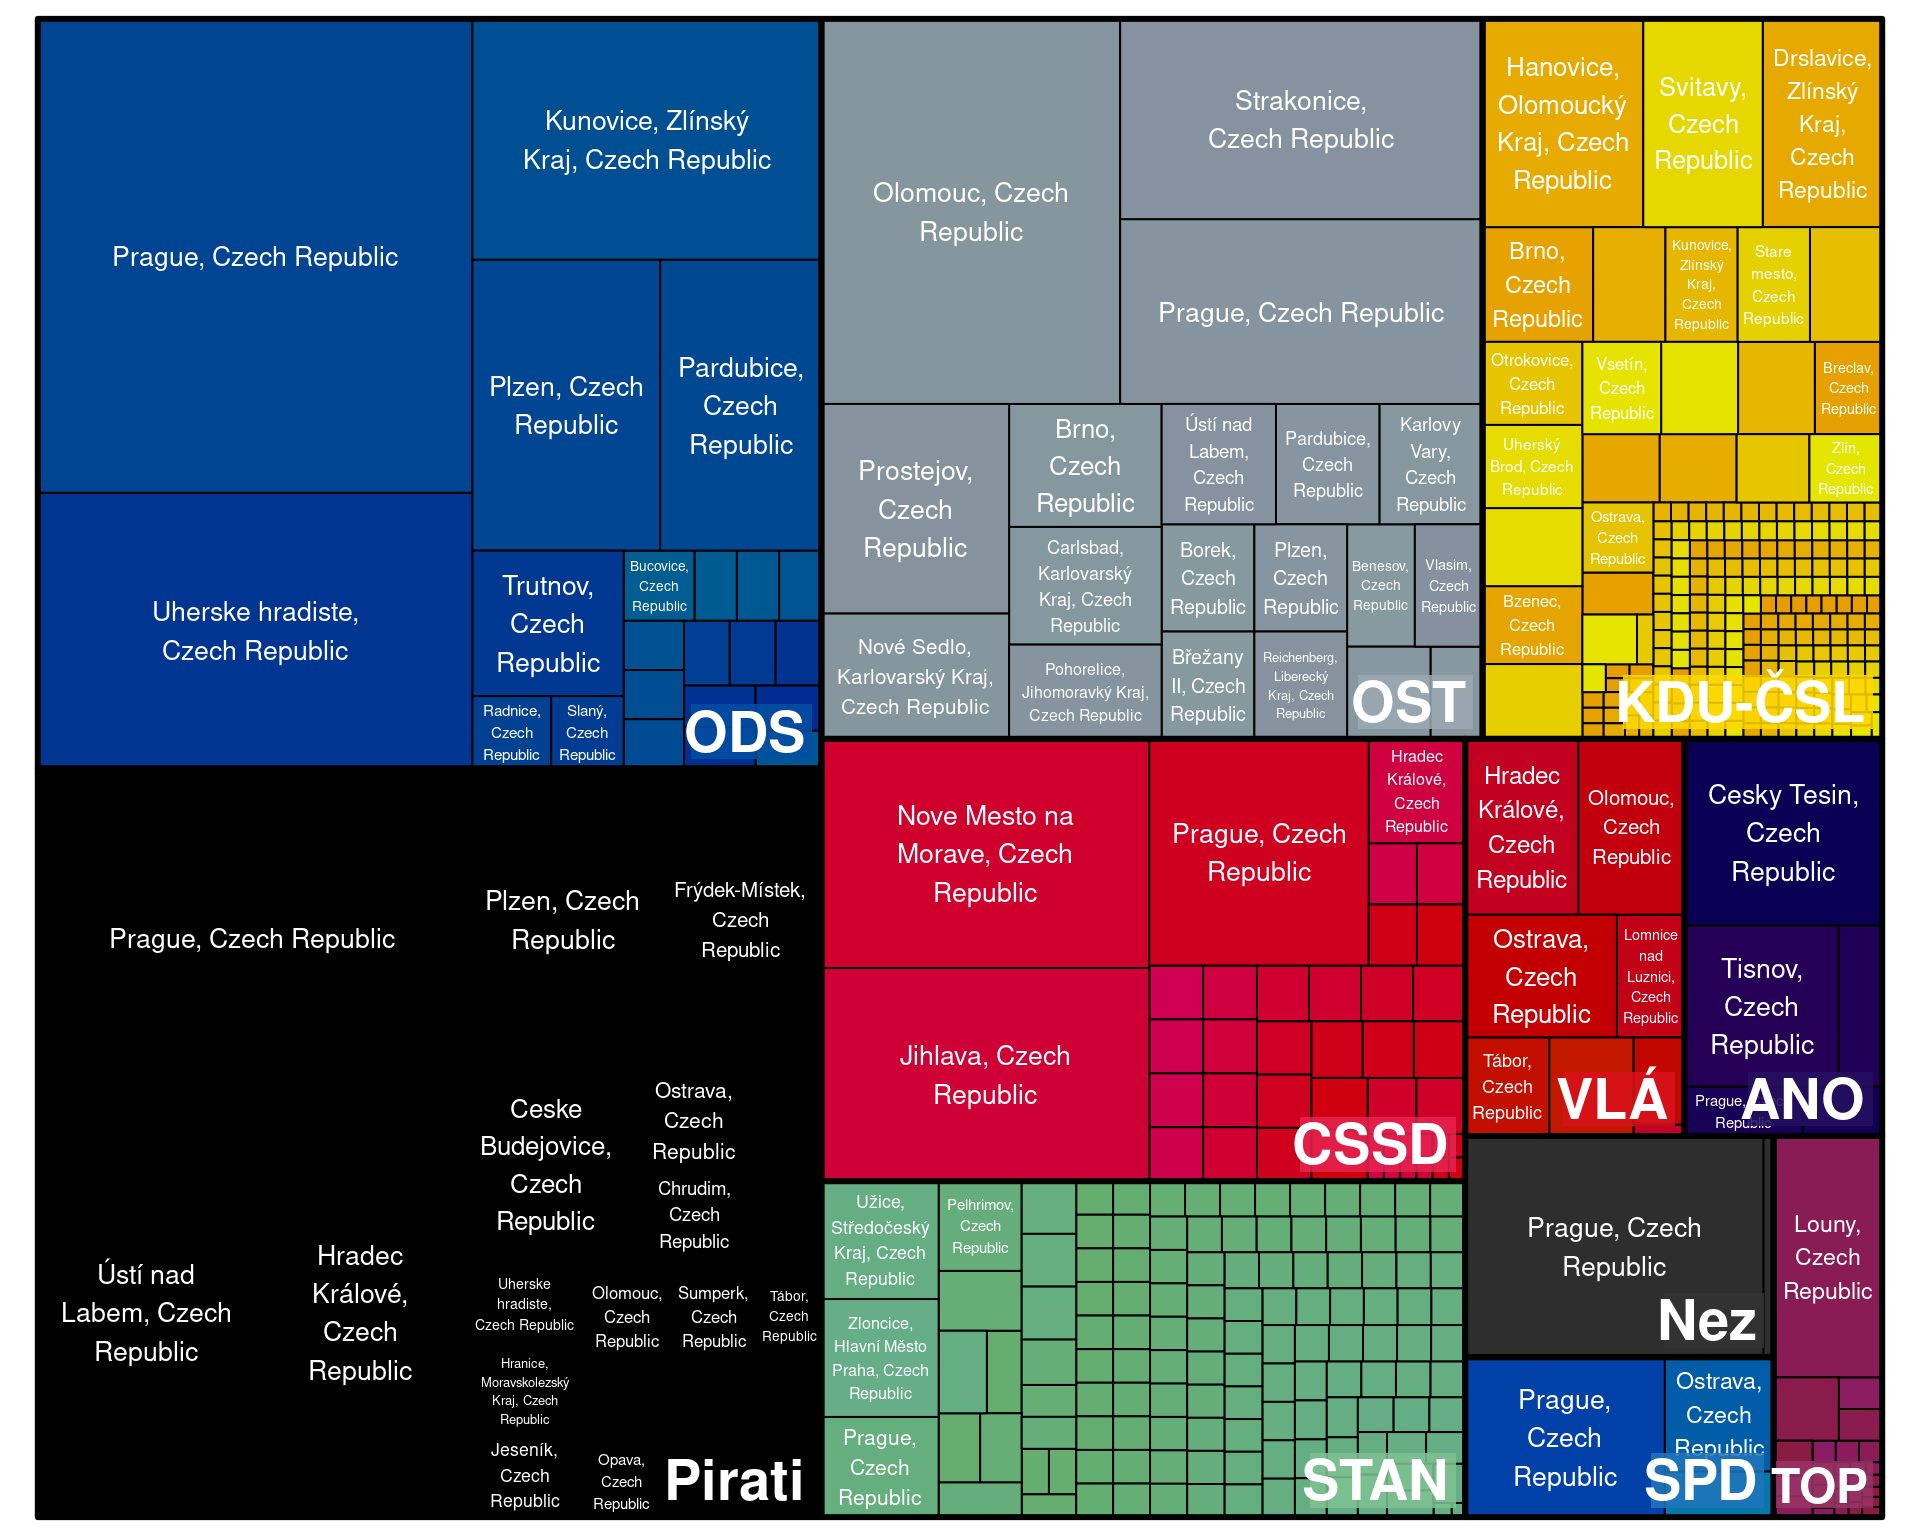 Prague, Czech Republic
Uherske hradiste,
Czech Republic
Kunovice, Zlínský
Kraj, Czech Republic
Plzen, Czech
Republic
Pardubice,
Czech
Republic
Trutnov,
Czech
Republic
Bucovice,
Czech
Republic
Radnice,
Czech
Republic
Slaný,
Czech
Republic
ODS
Olomouc, Czech
Republic
Strakonice,
Czech Republic
Prague, Czech Republic
Prostejov,
Czech
Republic
Nové Sedlo,
Karlovarský Kraj,
Czech Republic
Brno,
Czech
Republic
Carlsbad,
Karlovarský
Kraj, Czech
Republic
Pohorelice,
Jihomoravký Kraj,
Czech Republic
Ústí nad
Labem,
Czech
Republic
Pardubice,
Czech
Republic
Karlovy
Vary,
Czech
Republic
Borek,
Czech
Republic
Plzen,
Czech
Republic
Benesov,
Czech
Republic
Vlasim,
Czech
Republic
Břežany
II, Czech
Republic
Reichenberg,
Liberecký
Kraj, Czech
Republic
OST
Hanovice,
Olomoucký
Kraj, Czech
Republic
Svitavy,
Czech
Republic
Drslavice,
Zlínský
Kraj,
Czech
Republic
Brno,
Czech
Republic
Kunovice,
Zlínský
Kraj,
Czech
Republic
Stare
mesto,
Czech
Republic
Otrokovice,
Czech
Republic
Vsetín,
Czech
Republic
Breclav,
Czech
Republic
Uherský
Brod, Czech
Republic
Zlín,
Czech
Republic
Ostrava,
Czech
Republic
Bzenec,
Czech
Republic
KDU-ČSL
Prague, Czech Republic
Ústí nad
Labem, Czech
Republic
Hradec
Králové,
Czech
Republic
Plzen, Czech
Republic
Frýdek-Místek,
Czech
Republic
Ceske
Budejovice,
Czech
Republic
Ostrava,
Czech
Republic
Chrudim,
Czech
Republic
Uherske
hradiste,
Czech Republic
Olomouc,
Czech
Republic
Sumperk,
Czech
Republic
Tábor,
Czech
Republic
Hranice,
Moravskolezský
Kraj, Czech
Republic
Jeseník,
Czech
Republic
Opava,
Czech
Republic
Pirati
Nove Mesto na
Morave, Czech
Republic
Jihlava, Czech
Republic
Prague, Czech
Republic
Hradec
Králové,
Czech
Republic
CSSD
Hradec
Králové,
Czech
Republic
Olomouc,
Czech
Republic
Ostrava,
Czech
Republic
Lomnice
nad
Luznici,
Czech
Republic
Tábor,
Czech
Republic
VLÁ
Cesky Tesin,
Czech
Republic
Tisnov,
Czech
Republic
Prague,
Republic
ANO
Užice,
Středočeský
Kraj, Czech
Republic
Pelhrimov,
Czech
Republic
Zloncice,
Hlavní Město
Praha, Czech
Republic
Prague,
Czech
Republic
STAN
Prague, Czech
Republic
Nez
Prague,
Czech
Republic
Ostrava,
Czech
Republic
SPD
Louny,
Czech
Republic
TOP